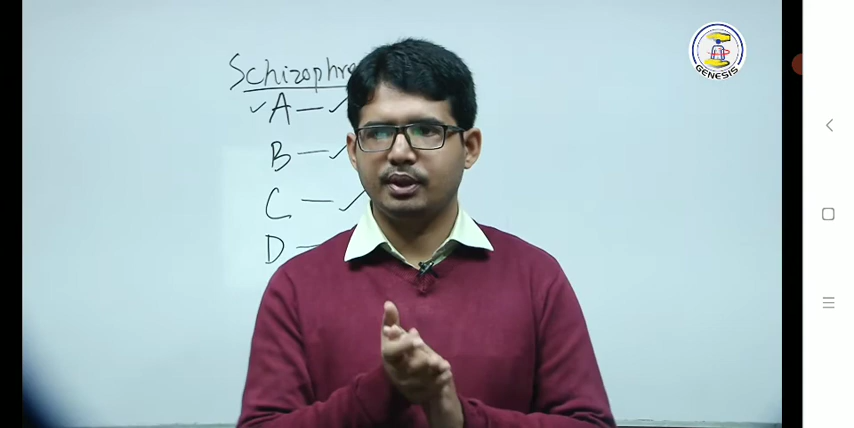 Schizophre
A –
B –
C –
D –
GENESIS